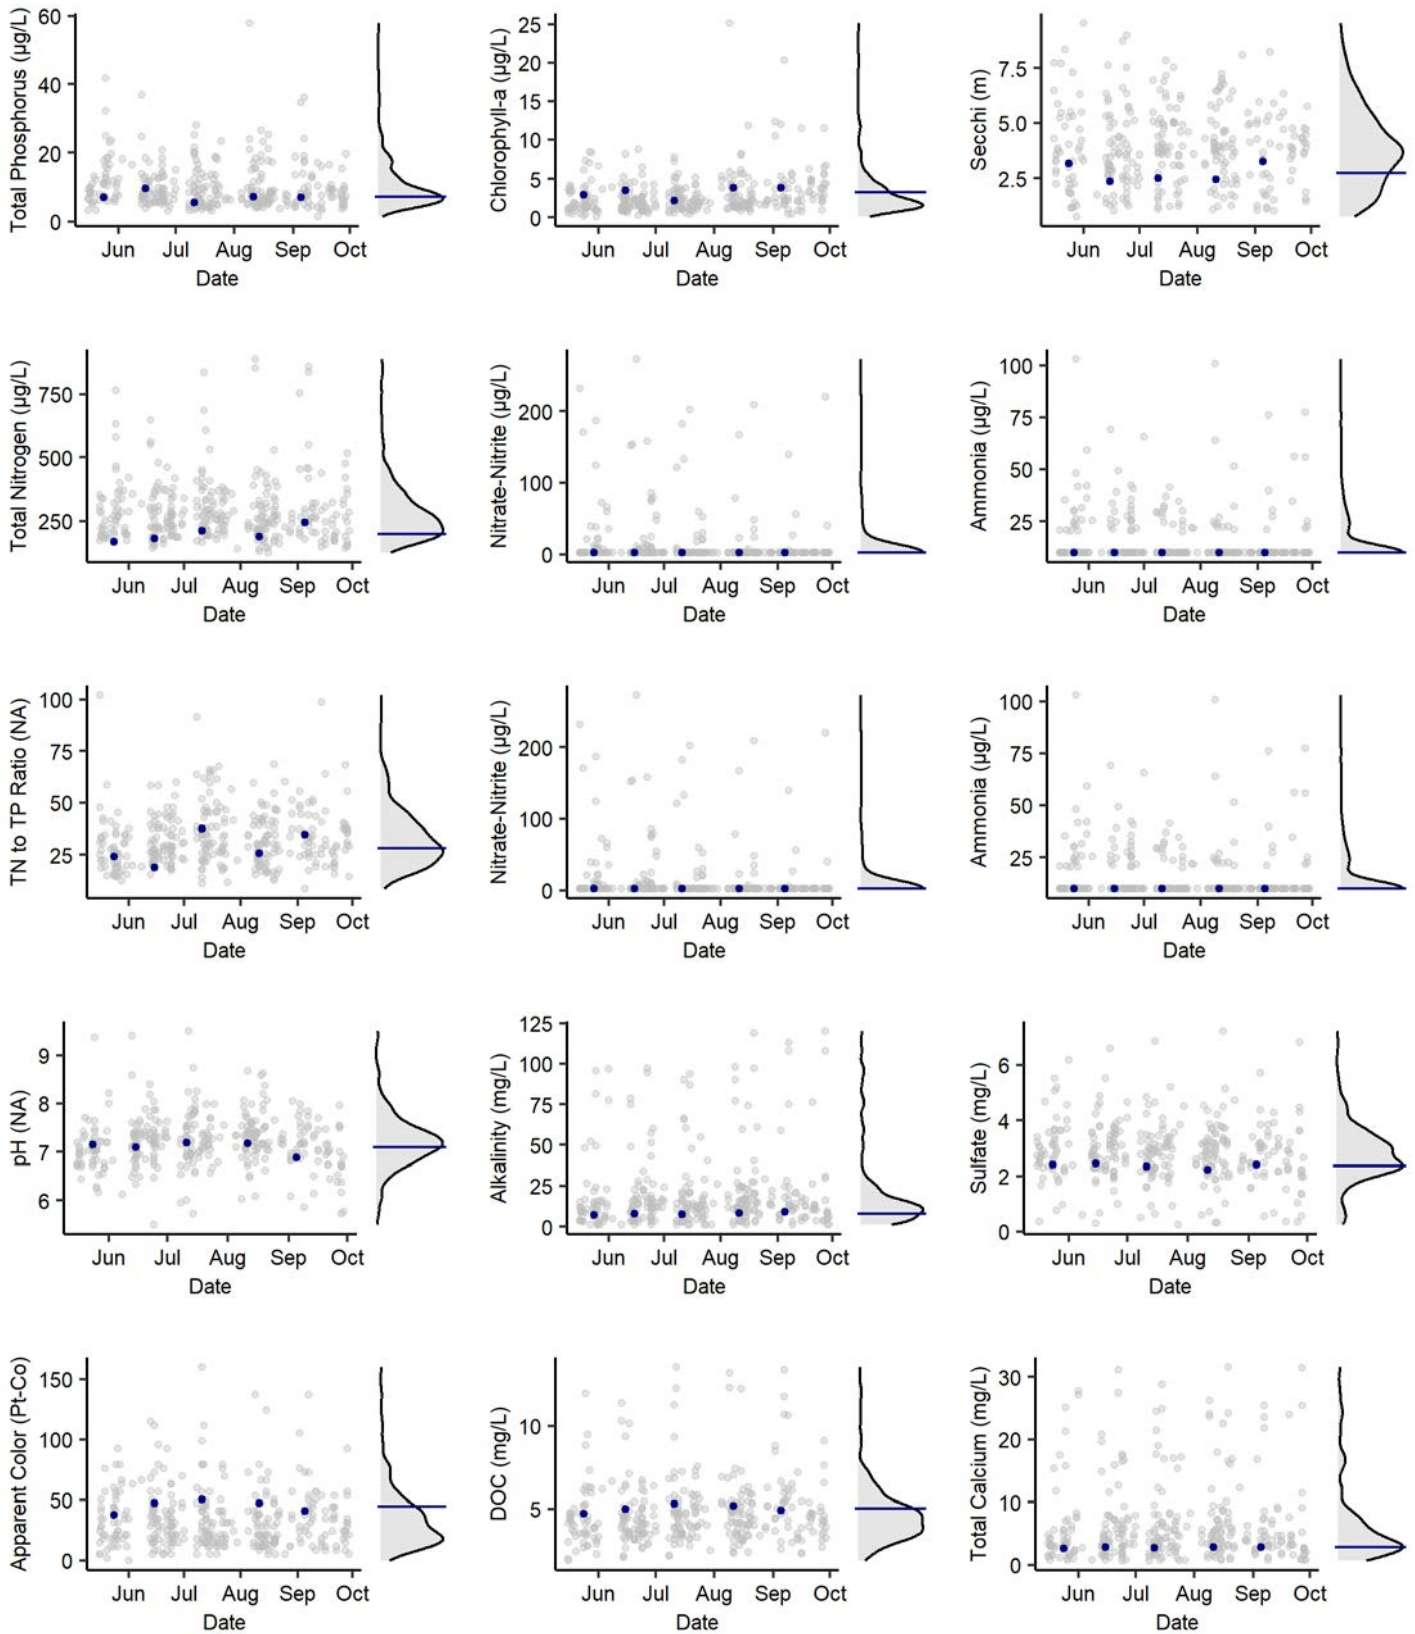 Total Phosphorus (µg/L)
60
40
20
0
Jun Jul Aug Sep Oct
Date
Chlorophyll-a (µg/L)
25
20
15
10
5
0
Jun Jul Aug Sep Oct
Date
Secchi (m)
7.5
5.0
2.5
Jun Jul Aug Sep Oct
Date
Total Nitrogen (µg/L)
750
500
250
Jun Jul Aug Sep Oct
Date
Nitrate-Nitrite (µg/L)
200
100
0
Jun Jul Aug Sep Oct
Date
Ammonia (µg/L)
100
75
50
25
Jun Jul Aug Sep Oct
Date
TN to TP Ratio (NA)
100
75
50
25
Jun Jul Aug Sep Oct
Date
Nitrate-Nitrite (µg/L)
200
100
0
Jun Jul Aug Sep Oct
Date
Ammonia (µg/L)
100
75
50
25
Jun Jul Aug Sep Oct
Date
pH (NA)
9
8
7
6
Jun Jul Aug Sep Oct
Date
Alkalinity (mg/L)
125
100
75
50
25
0
Jun Jul Aug Sep Oct
Date
Sulfate (mg/L)
6
4
2
0
Jun Jul Aug Sep Oct
Date
Apparent Color (Pt-Co)
150
100
50
0
Jun Jul Aug Sep Oct
Date
DOC (mg/L)
10
5
Jun Jul Aug Sep Oct
Date
Total Calcium (mg/L)
30
20
10
0
Jun Jul Aug Sep Oct
Date